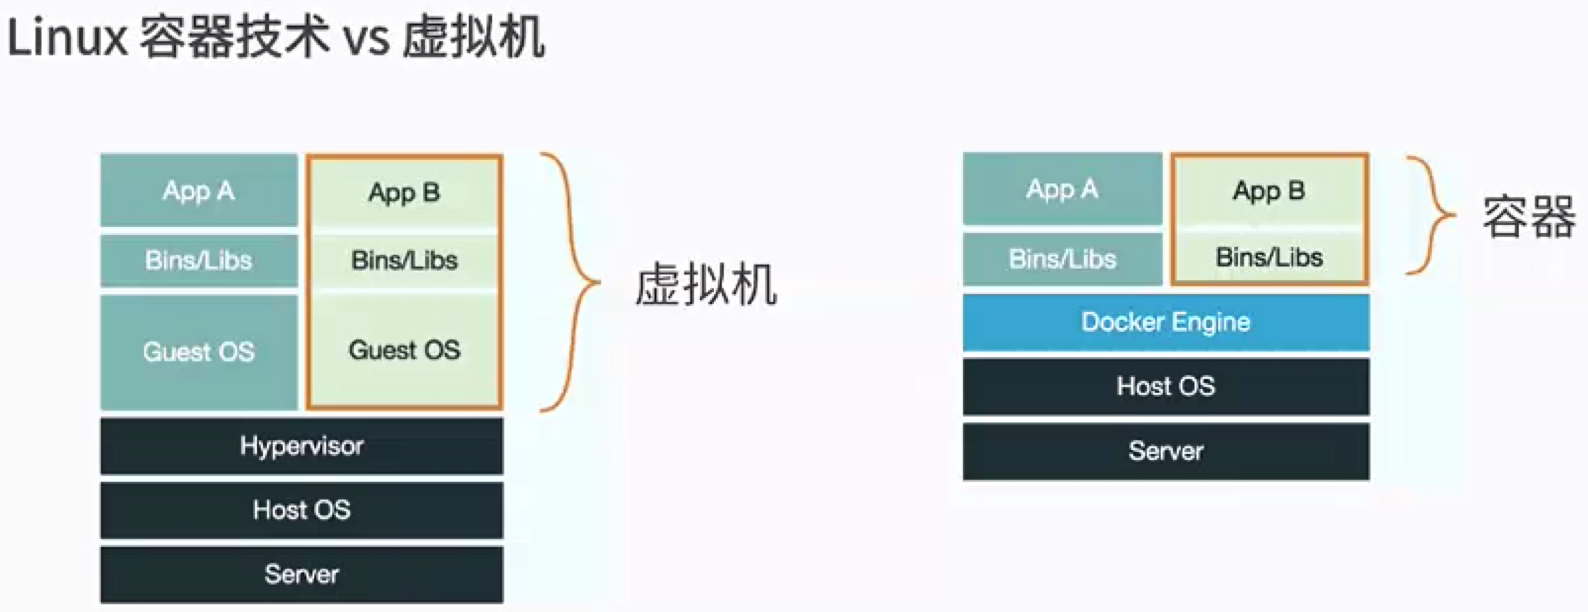 Linux 容器技术 vs 虚拟机
App A
App B
Bins/Libs
Bins/Libs
Guest OS
Guest OS
Hypervisor
Host OS
Server
虚拟机
App A
App B
Bins/Libs
Bins/Libs
Docker Engine
Host OS
Server
容器